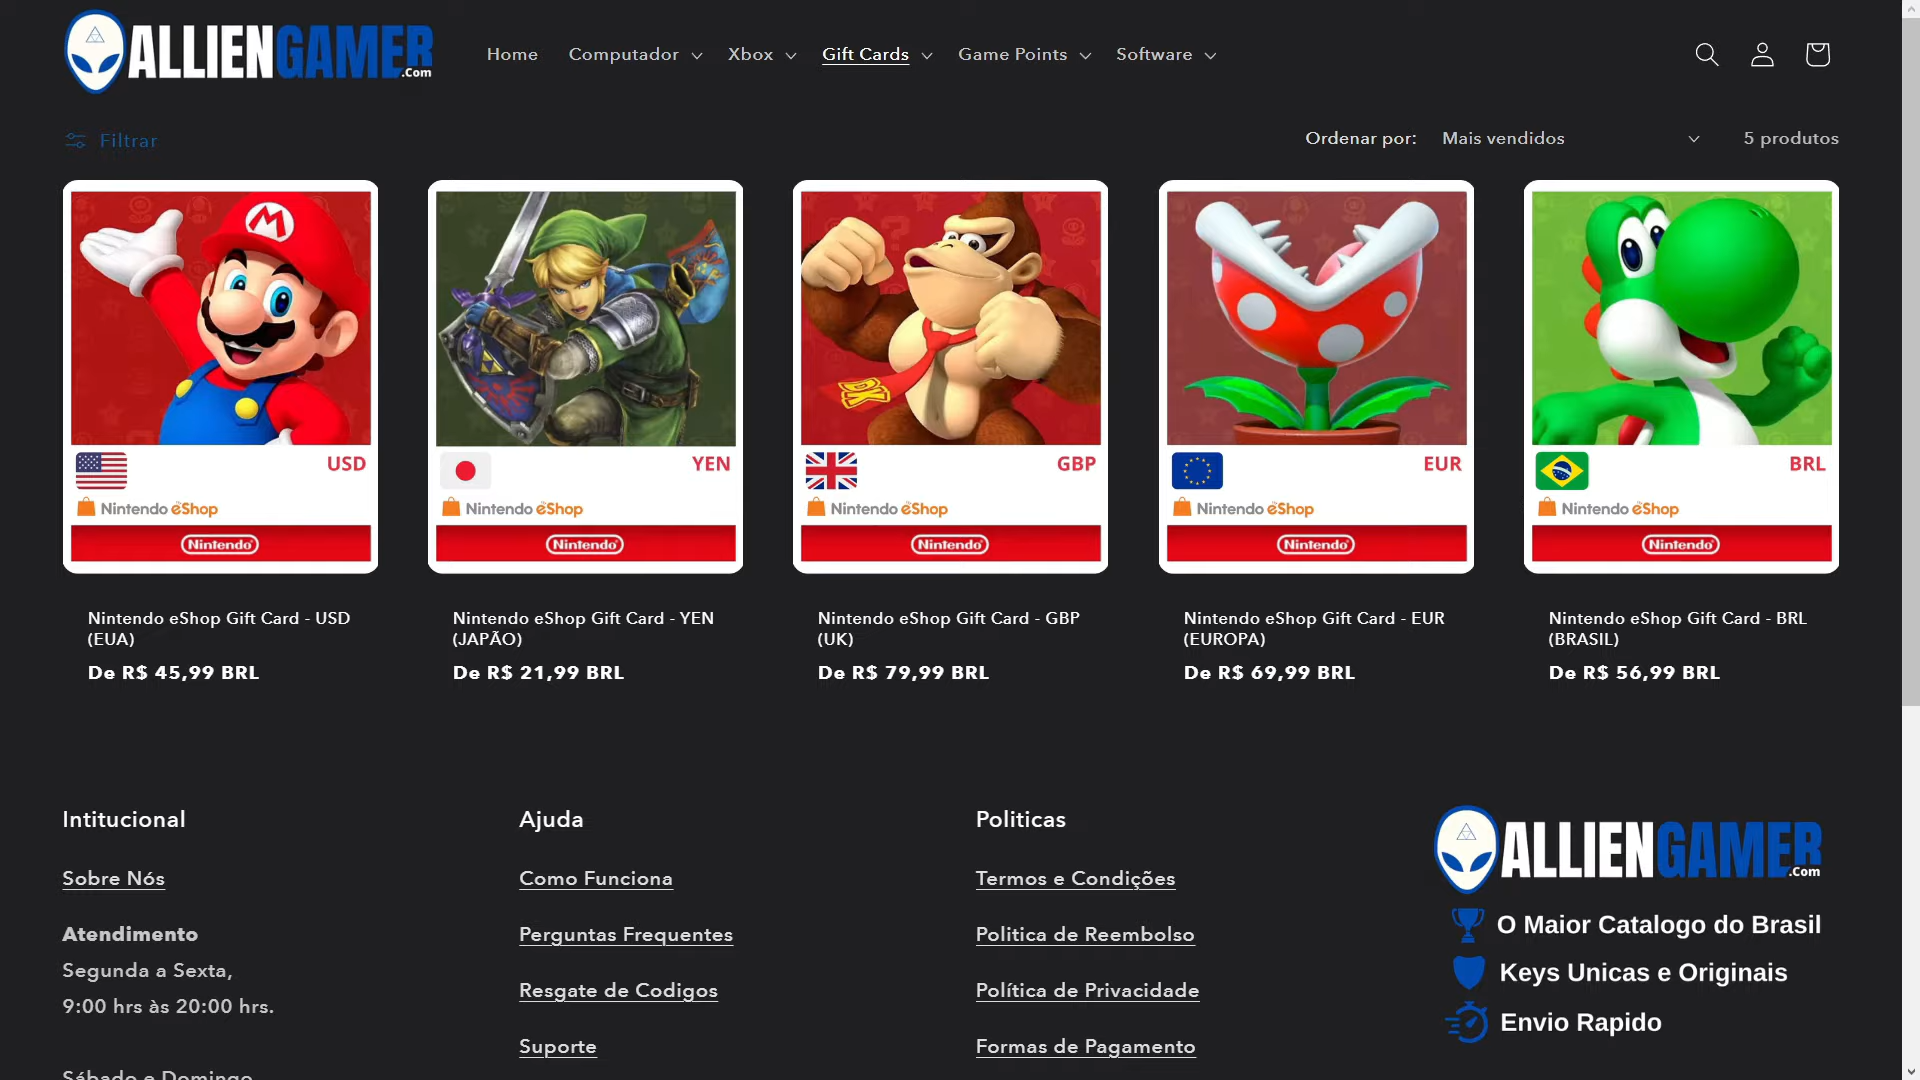 ALLIENGAMER
.Com
Home
Computador
Xbox
Gift Cards
Game Points
Software
Filtrar
Ordenar por:
Mais vendidos
5 produtos
M
DK
USD
Nintendo eShop
Nintendo
YEN
Nintendo eShop
Nintendo
GBP
Nintendo eShop
Nintendo
EUR
Nintendo eShop
Nintendo
BRL
Nintendo eShop
Nintendo
Nintendo eShop Gift Card - USD
(EUA)
De R$ 45,99 BRL
Nintendo eShop Gift Card - YEN
(JAPÃO)
De R$ 21,99 BRL
Nintendo eShop Gift Card - GBP
(UK)
De R$ 79,99 BRL
Nintendo eShop Gift Card - EUR
(EUROPA)
De R$ 69,99 BRL
Nintendo eShop Gift Card - BRL
(BRASIL)
De R$ 56,99 BRL
Intitucional
Sobre Nós
Atendimento
Segunda a Sexta,
9:00 hrs às 20:00 hrs.
Sábado e Domingo
Ajuda
Como Funciona
Perguntas Frequentes
Resgate de Codigos
Suporte
Politicas
Termos e Condições
Politica de Reembolso
Política de Privacidade
Formas de Pagamento
ALLIENGAMER
.Com
O Maior Catalogo do Brasil
Keys Unicas e Originais
Envio Rapido